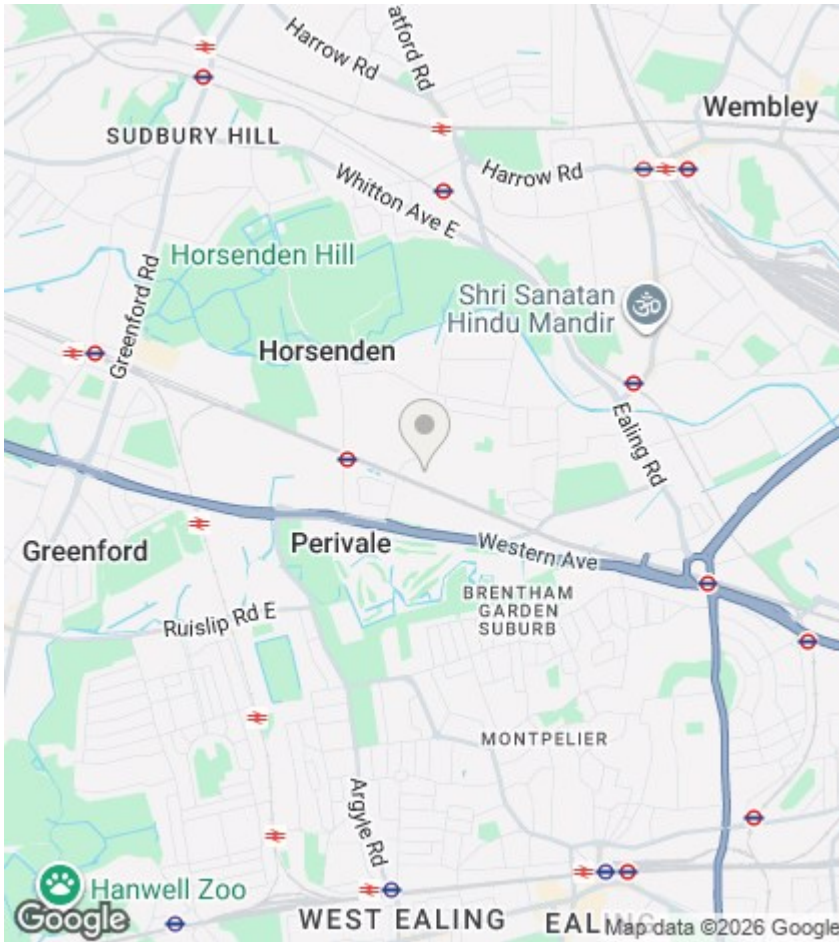 Harrow Rd
atford Rd
Wembley
SUDBURY HILL
Harrow Rd
Whitton Ave E
Horsenden Hill
Greenford Rd
Shri Sanatan
Hindu Mandir
Horsenden
Ealing Rd
Greenford
Perivale
Western Ave
BRENTHAM
GARDEN
SUBURB
Ruislip Rd E
MONTPELIER
Argyle Rd
Hanwell Zoo
WEST EALING
Google
Map data ©2026 Google